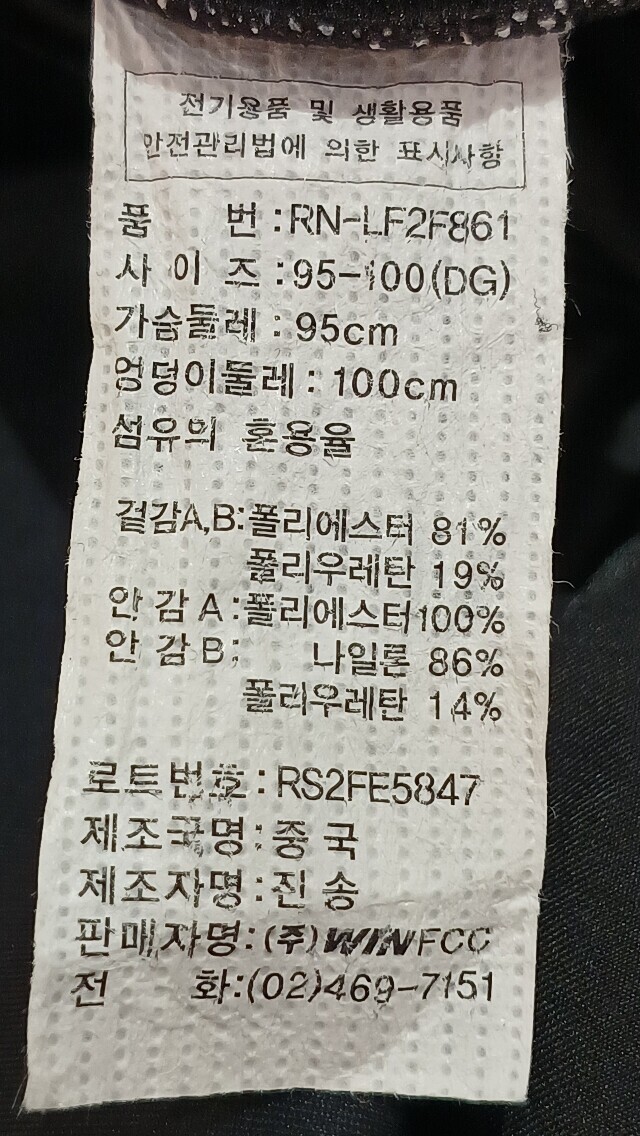 전기용품 및 생활용품
안전관리법에 의한 표시사항
품 번 : RN-LF2F861
사 이 즈 : 95-100(DG)
가슴둘레 : 95cm
엉덩이둘레 : 100cm
섬유의 혼용율
겉감A,B: 폴리에스터 81%
폴리우레탄 19%
안 감 A : 폴리에스터100%
안 감 B : 나일론 86%
폴리우레탄 14%
로트번호 : RS2FE5847
제조국명 : 중 국
제조자명 : 진 송
판매자명 : (주) WINFCC
전 화:(02)469-7151